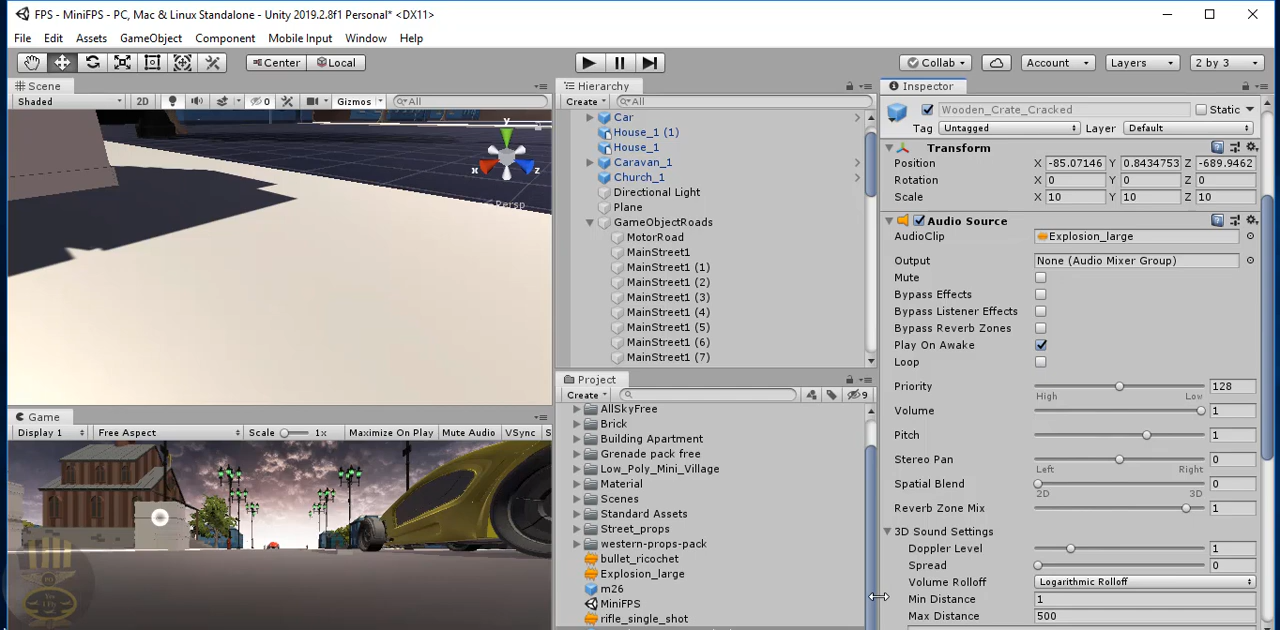 FPS - MiniFPS - PC, Mac & Linux Standalone - Unity 2019.2.8f1 Personal* <DX11>
File Edit Assets GameObject Component Mobile Input Window Help
Center Local Collab Account Layers 2 by 3
Scene
Shaded 2D 0 Gizmos All
y
x z
Persp
Game
Display 1 Free Aspect Scale 1x Maximize On Play Mute Audio VSync S
Hierarchy
Create All
Car
House_1 (1)
House_1
Caravan_1
Church_1
Directional Light
Plane
GameObjectRoads
MotorRoad
MainStreet1
MainStreet1 (1)
MainStreet1 (2)
MainStreet1 (3)
MainStreet1 (4)
MainStreet1 (5)
MainStreet1 (6)
MainStreet1 (7)
Project
Create 9
AllSkyFree
Brick
Building Apartment
Grenade pack free
Low_Poly_Mini_Village
Material
Scenes
Standard Assets
Street_props
western-props-pack
bullet_ricochet
Explosion_large
m26
MiniFPS
rifle_single_shot
Inspector
Wooden_Crate_Cracked Static
Tag Untagged Layer Default
Transform
Position X -85.07146 Y 0.8434753 Z -689.9462
Rotation X 0 Y 0 Z 0
Scale X 10 Y 10 Z 10
Audio Source
AudioClip Explosion_large
Output None (Audio Mixer Group)
Mute
Bypass Effects
Bypass Listener Effects
Bypass Reverb Zones
Play On Awake
Loop
Priority 128
High Low
Volume 1
Pitch 1
Stereo Pan 0
Left Right
Spatial Blend 0
2D 3D
Reverb Zone Mix 1
3D Sound Settings
Doppler Level 1
Spread 0
Volume Rolloff Logarithmic Rolloff
Min Distance 1
Max Distance 500